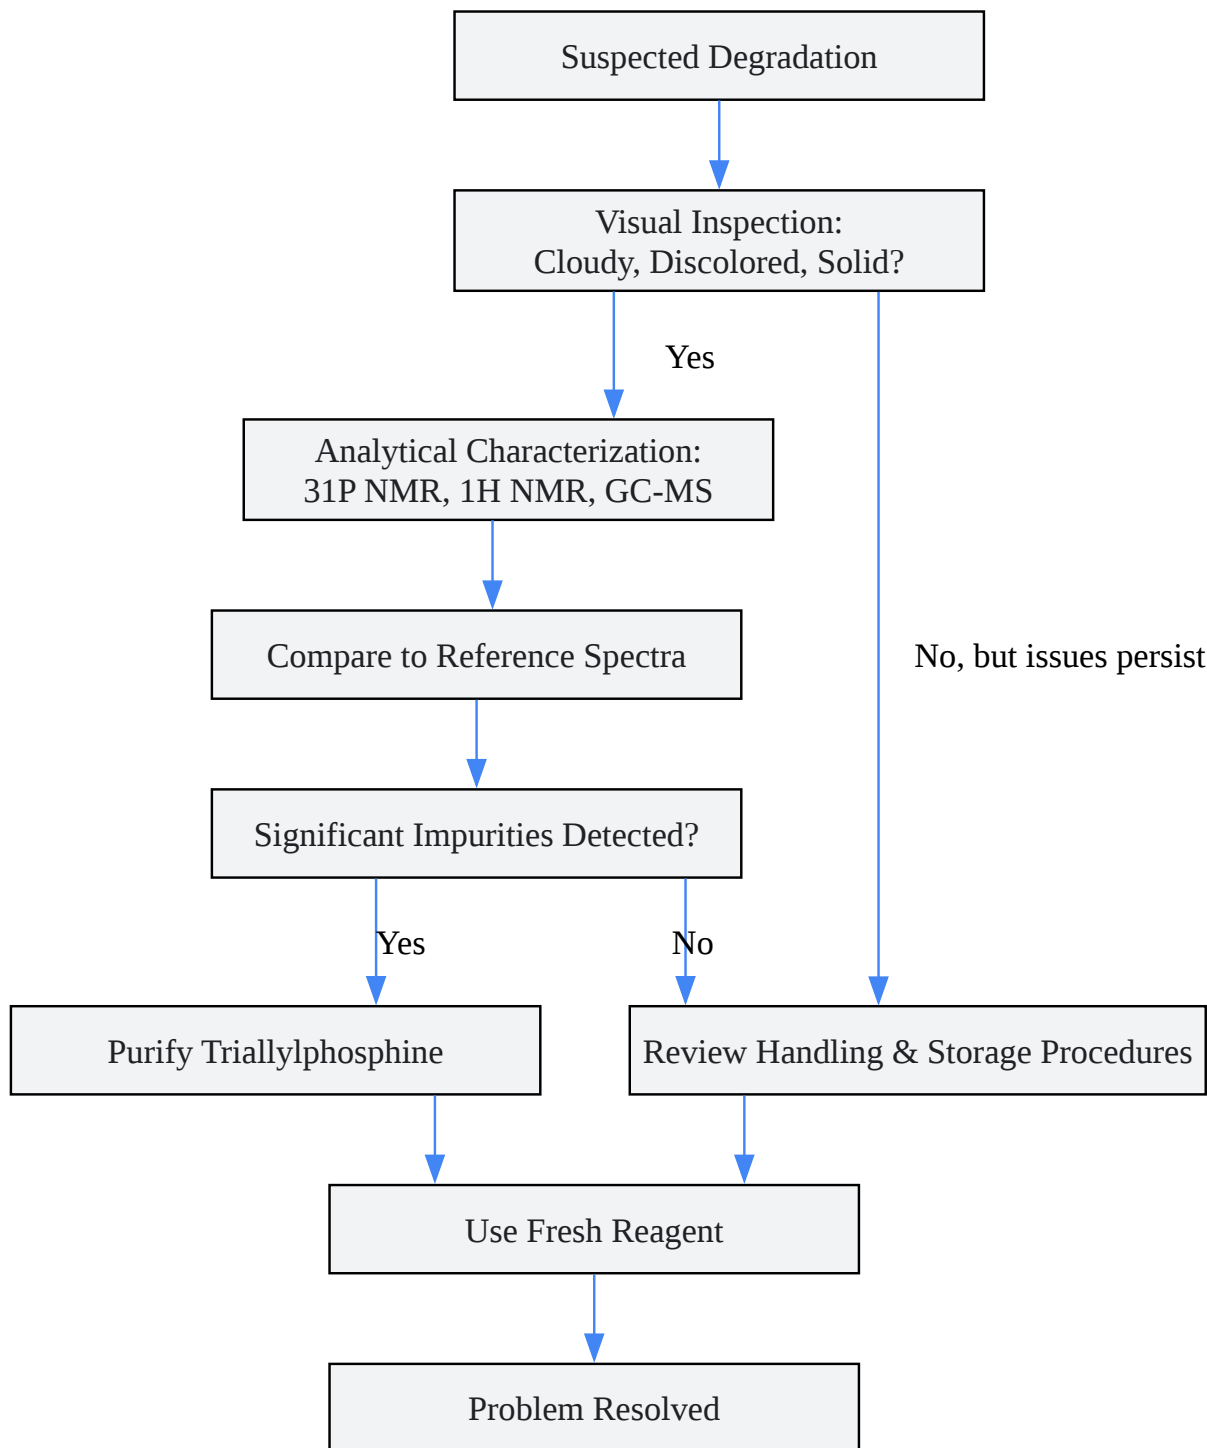 Suspected Degradation
Visual Inspection:
Cloudy, Discolored, Solid?
Yes
Analytical Characterization:
31P NMR, 1H NMR, GC-MS
Compare to Reference Spectra
No, but issues persist
Significant Impurities Detected?
Yes
No
Purify Triallylphosphine
Review Handling & Storage Procedures
Use Fresh Reagent
Problem Resolved